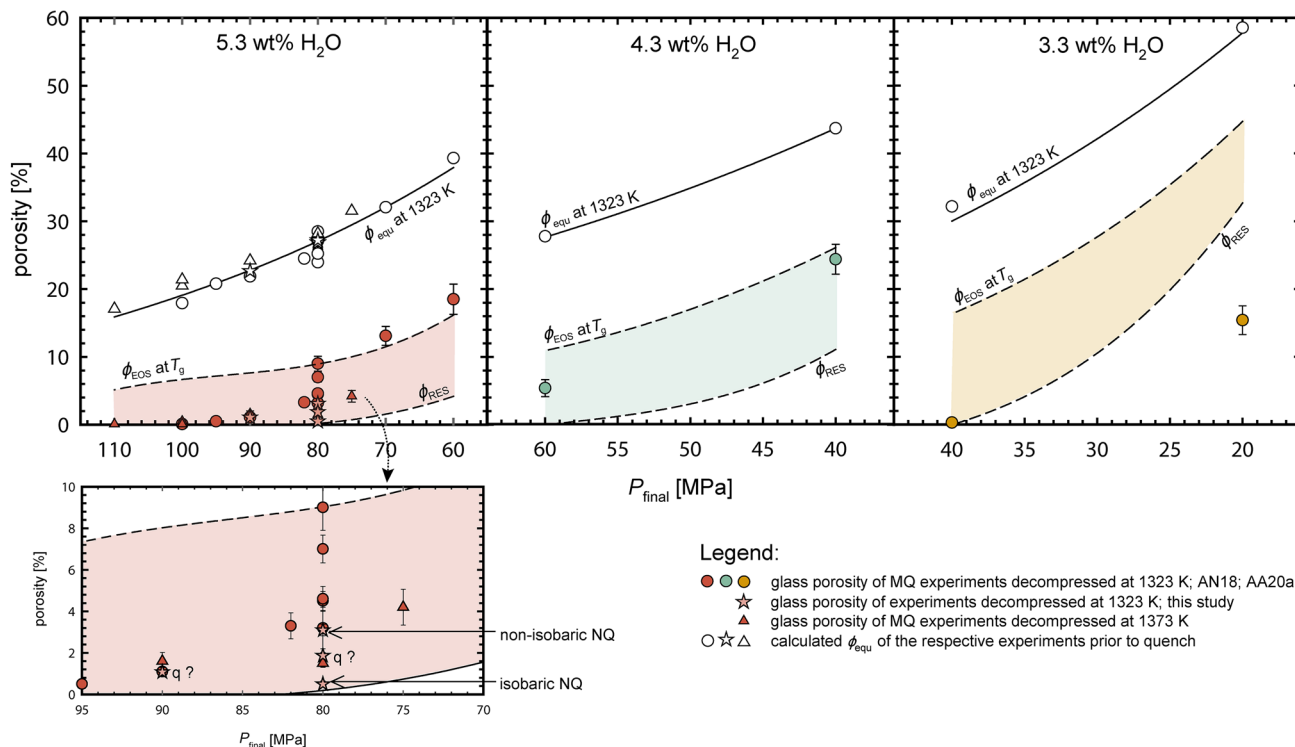 5.3 wt% H2O
4.3 wt% H2O
3.3 wt% H2O
porosity [%]
60
50
40
30
20
10
0
ϕequ at 1323 K
ϕEOS at Tg
ϕRES
110 100 90 80 70 60
ϕequ at 1323 K
ϕEOS at Tg
ϕRES
60 55 50 45 40
ϕequ at 1323 K
ϕEOS at Tg
ϕRES
40 35 30 25 20
Pfinal [MPa]
porosity [%]
10
8
6
4
2
0
q ?
q ?
non-isobaric NQ
isobaric NQ
95 90 85 80 75 70
Pfinal [MPa]
Legend:
glass porosity of MQ experiments decompressed at 1323 K; AN18; AA20a
glass porosity of experiments decompressed at 1323 K; this study
glass porosity of MQ experiments decompressed at 1373 K
calculated ϕequ of the respective experiments prior to quench